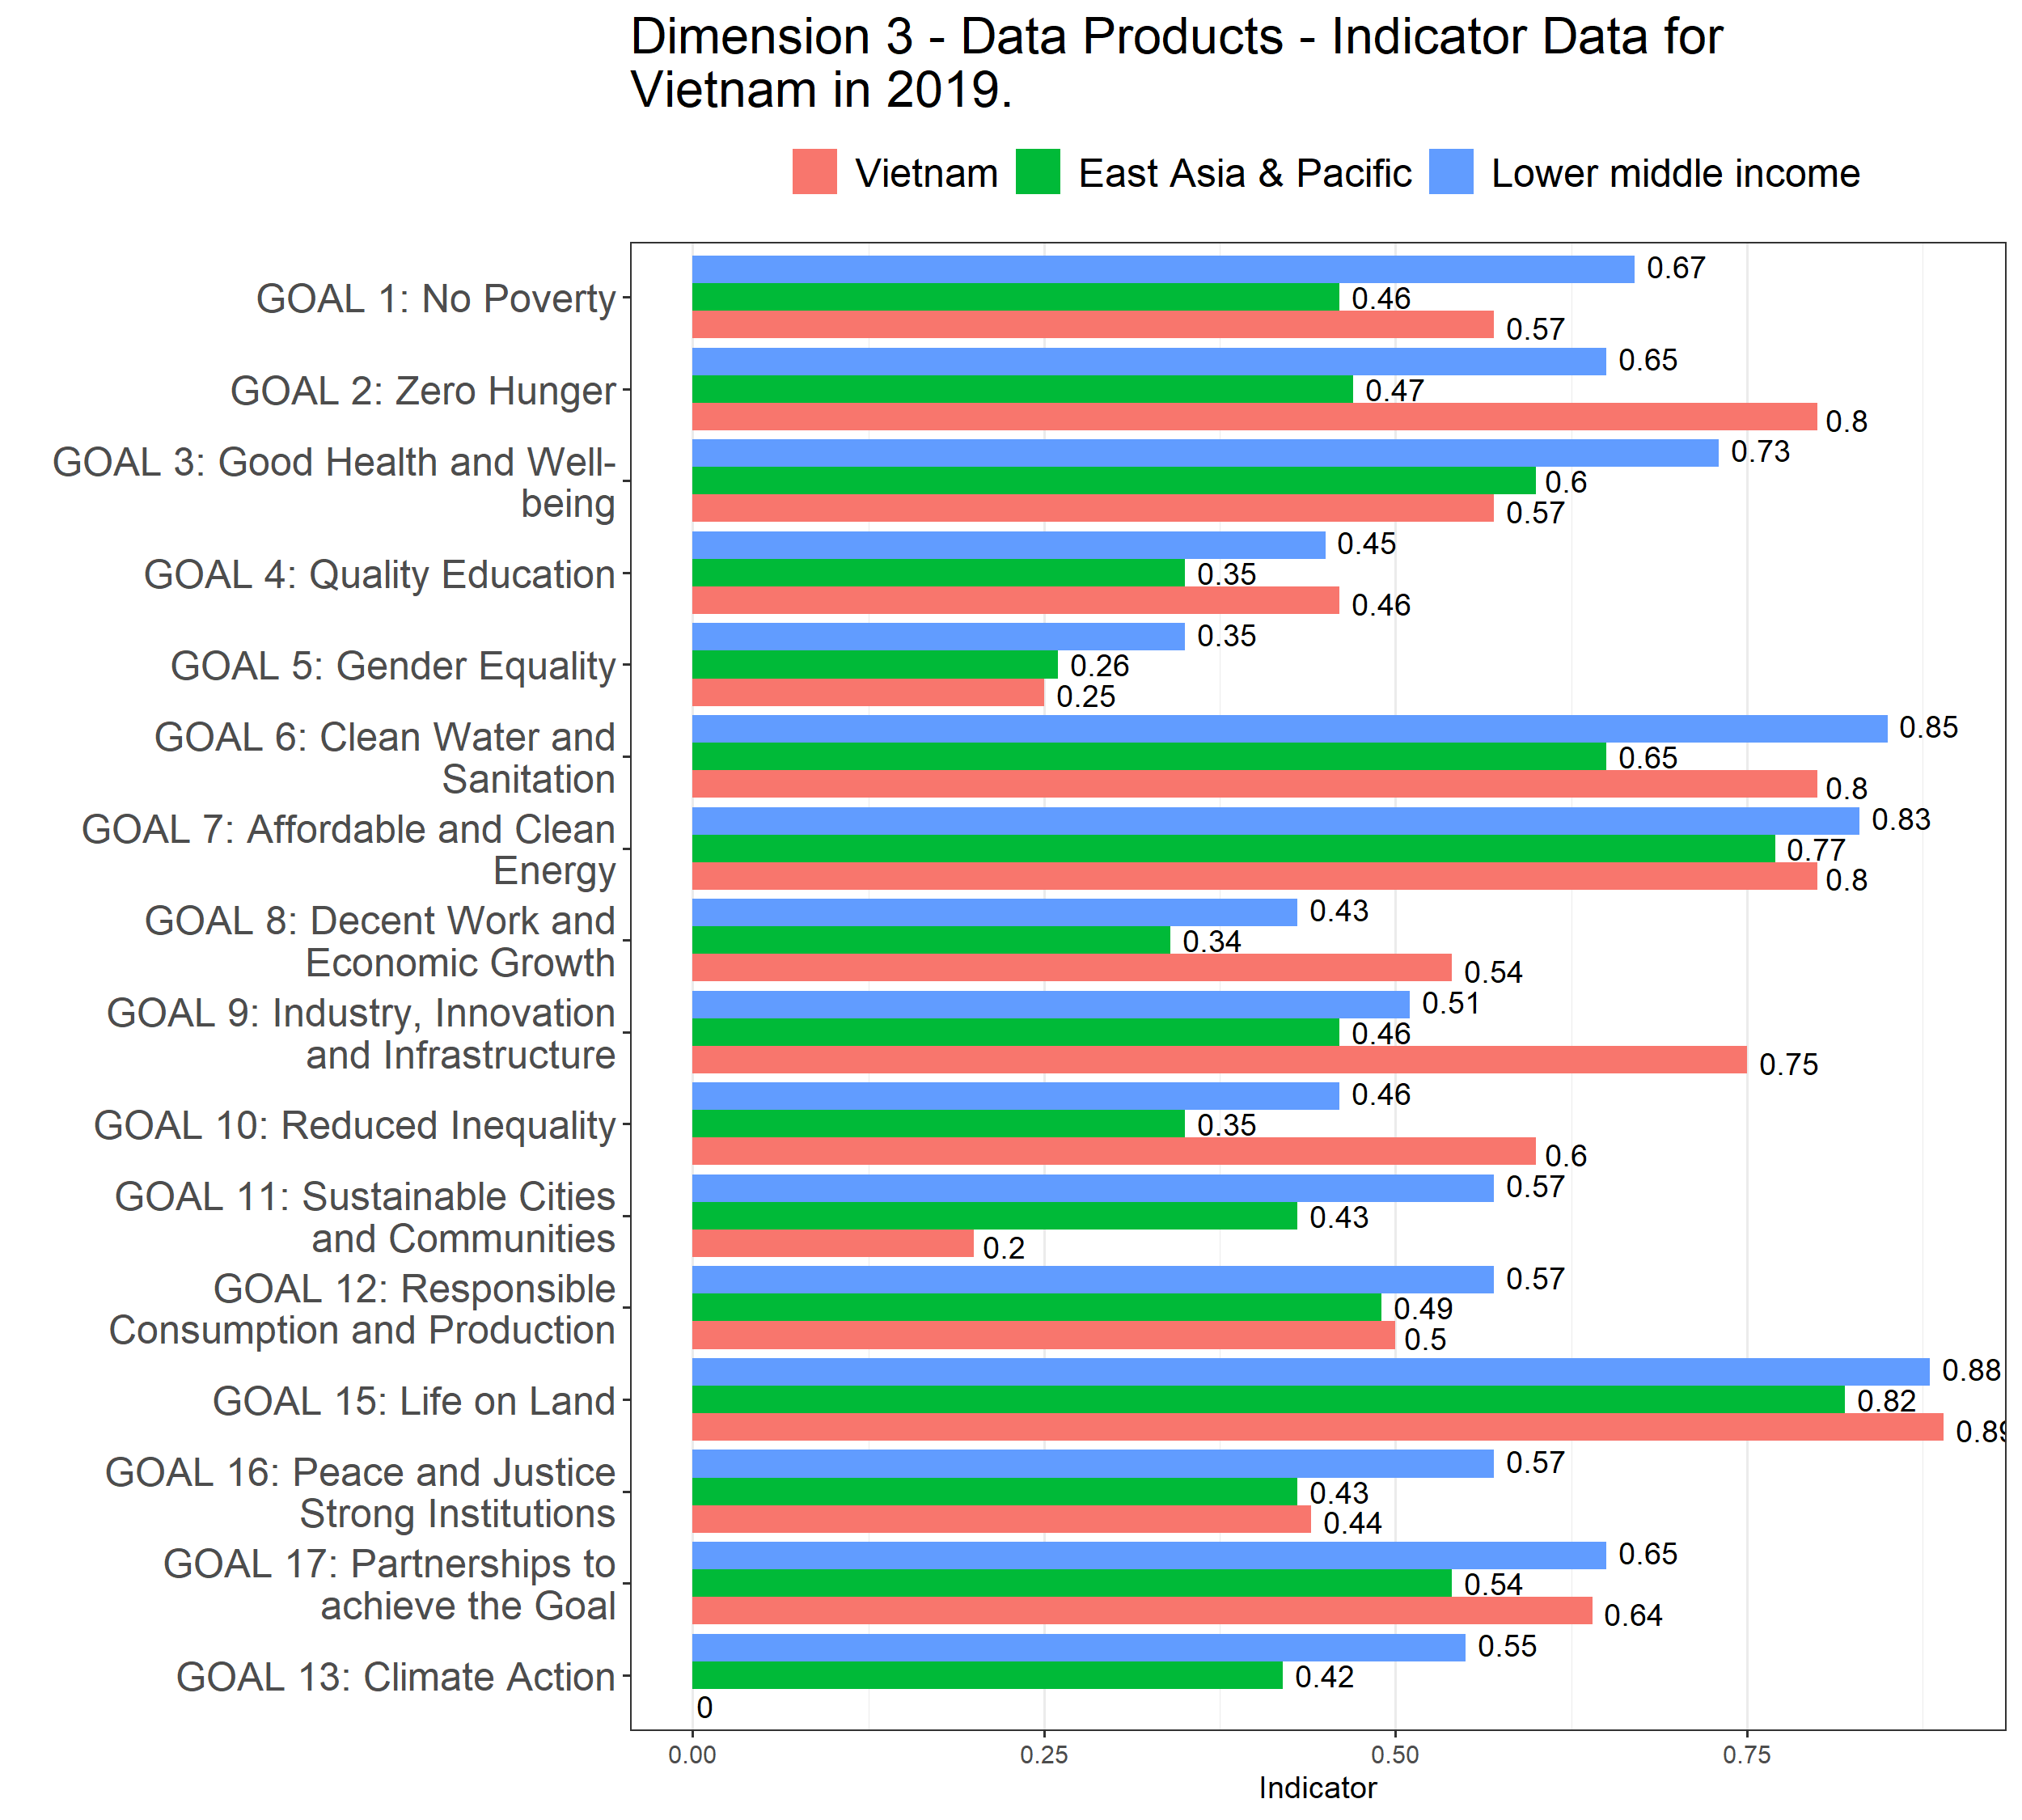 Dimension 3 - Data Products - Indicator Data for
Vietnam in 2019.
Vietnam East Asia & Pacific Lower middle income
GOAL 1: No Poverty
0.67
0.46
0.57
GOAL 2: Zero Hunger
0.65
0.47
0.8
GOAL 3: Good Health and Well-
being
0.73
0.6
0.57
GOAL 4: Quality Education
0.45
0.35
0.46
GOAL 5: Gender Equality
0.35
0.26
0.25
GOAL 6: Clean Water and
Sanitation
0.85
0.65
0.8
GOAL 7: Affordable and Clean
Energy
0.83
0.77
0.8
GOAL 8: Decent Work and
Economic Growth
0.43
0.34
0.54
GOAL 9: Industry, Innovation
and Infrastructure
0.51
0.46
0.75
GOAL 10: Reduced Inequality
0.46
0.35
0.6
GOAL 11: Sustainable Cities
and Communities
0.57
0.43
0.2
GOAL 12: Responsible
Consumption and Production
0.57
0.49
0.5
GOAL 15: Life on Land
0.88
0.82
0.89
GOAL 16: Peace and Justice
Strong Institutions
0.57
0.43
0.44
GOAL 17: Partnerships to
achieve the Goal
0.65
0.54
0.64
GOAL 13: Climate Action
0.55
0.42
0
0.00 0.25 0.50 0.75
Indicator